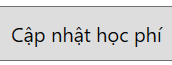 Cập nhật học phí